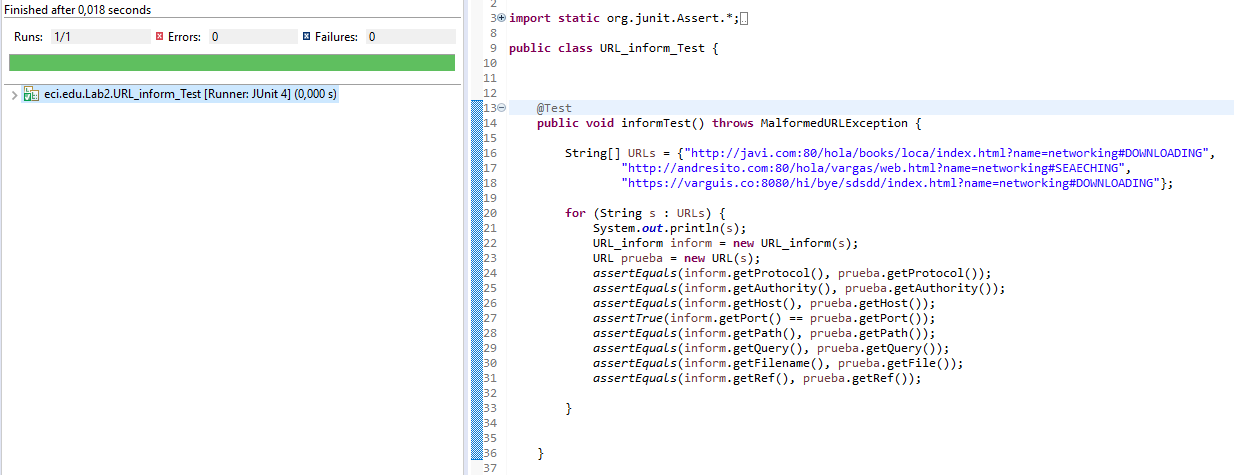 Finished after 0,018 seconds
Runs: 1/1 Errors: 0 Failures: 0
eci.edu.Lab2.URL_inform_Test [Runner: JUnit 4] (0,000 s)
2
3 import static org.junit.Assert.*;
8
9 public class URL_inform_Test {
10
11
12
13 @Test
14 public void informTest() throws MalformedURLException {
15
16 String[] URLs = {"http://javi.com:80/hola/books/loca/index.html?name=networking#DOWNLOADING",
17 "http://andresito.com:80/hola/vargas/web.html?name=networking#SEAECHING",
18 "https://varguis.co:8080/hi/bye/sdsdd/index.html?name=networking#DOWNLOADING"};
19
20 for (String s : URLs) {
21 System.out.println(s);
22 URL_inform inform = new URL_inform(s);
23 URL prueba = new URL(s);
24 assertEquals(inform.getProtocol(), prueba.getProtocol());
25 assertEquals(inform.getAuthority(), prueba.getAuthority());
26 assertEquals(inform.getHost(), prueba.getHost());
27 assertTrue(inform.getPort() == prueba.getPort());
28 assertEquals(inform.getPath(), prueba.getPath());
29 assertEquals(inform.getQuery(), prueba.getQuery());
30 assertEquals(inform.getFilename(), prueba.getFile());
31 assertEquals(inform.getRef(), prueba.getRef());
32
33 }
34
35
36 }
37